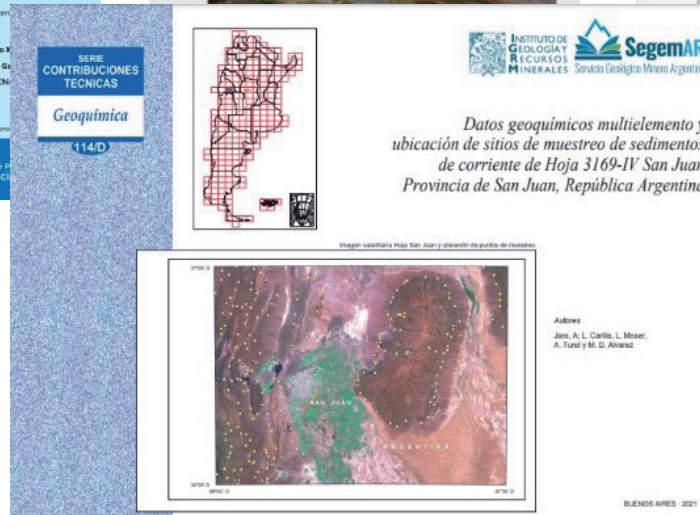 SERIE
CONTRIBUCIONES
TECNICAS
Geoquímica
114/D
INSTITUTO DE
GEOLOGÍA Y
RECURSOS
MINERALES
SegemAR
Servicio Geológico Minero Argentino
Datos geoquímicos multielemento y
ubicación de sitios de muestreo de sedimentos
de corriente de Hoja 3169-IV San Juan
Provincia de San Juan, República Argentina
Imagen satelitaria Hoja San Juan y ubicación de puntos de muestreo.
SAN JUAN
ARGENTINA
Autores
Jara, A; L. Carilla, L. Moser,
A. Turel y M. D. Alvarez
BUENOS AIRES - 2021